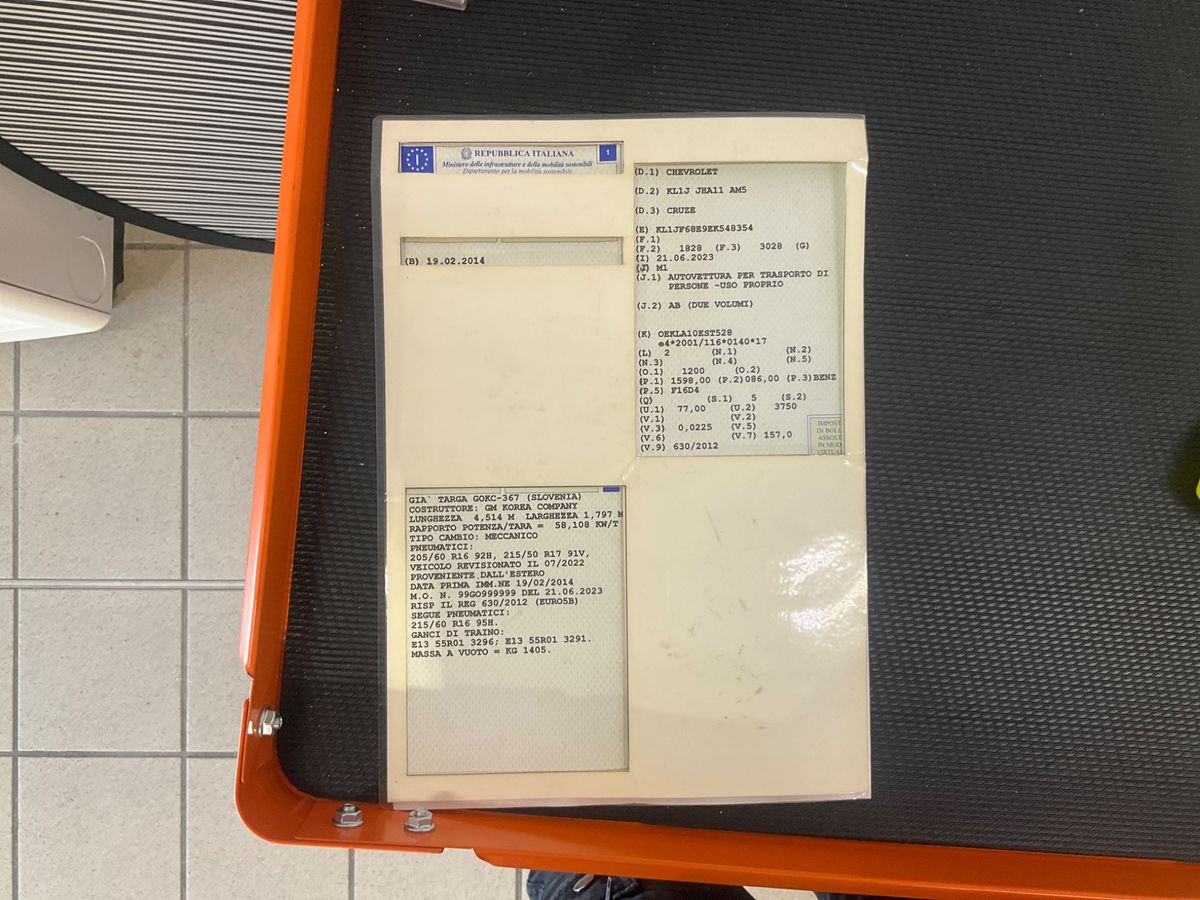 I
REPUBBLICA ITALIANA
1
Ministero delle infrastrutture e della mobilità sostenibili
Dipartimento per la mobilità sostenibile
(B) 19.02.2014
(D.1) CHEVROLET
(D.2) KL1J JHA11 AM5
(D.3) CRUZE
(E) KL1JF68E9EK548354
(F.1)
(F.2) 1828 (F.3) 3028 (G)
(I) 21.06.2023
(J) M1
(J.1) AUTOVETTURA PER TRASPORTO DI
PERSONE -USO PROPRIO
(J.2) AB (DUE VOLUMI)
(K) OEKLA10EST528
e4*2001/116*0140*17
(L) 2 (N.1) (N.2)
(N.3) (N.4) (N.5)
(O.1) 1200 (O.2)
(P.1) 1598,00 (P.2)086,00 (P.3)BENZ
(P.5) F16D4
(Q) (S.1) 5 (S.2)
(U.1) 77,00 (U.2) 3750
(V.1) (V.2)
(V.3) 0,0225 (V.5)
(V.6) (V.7) 157,0
(V.9) 630/2012
IMPOST
DI BOLL
ASSOL
IN MOD
VIRTUAL
GIA` TARGA GOKC-367 (SLOVENIA)
COSTRUTTORE: GM KOREA COMPANY
LUNGHEZZA 4,514 M LARGHEZZA 1,797 M
RAPPORTO POTENZA/TARA = 58,108 KW/T
TIPO CAMBIO: MECCANICO
PNEUMATICI:
205/60 R16 92H, 215/50 R17 91V,
VEICOLO REVISIONATO IL 07/2022
PROVENIENTE DALL'ESTERO
DATA PRIMA IMM.NE 19/02/2014
M.O. N. 99GO999999 DEL 21.06.2023
RISP IL REG 630/2012 (EURO5B)
SEGUE PNEUMATICI:
215/60 R16 95H.
GANCI DI TRAINO:
E13 55R01 3296; E13 55R01 3291.
MASSA A VUOTO = KG 1405.